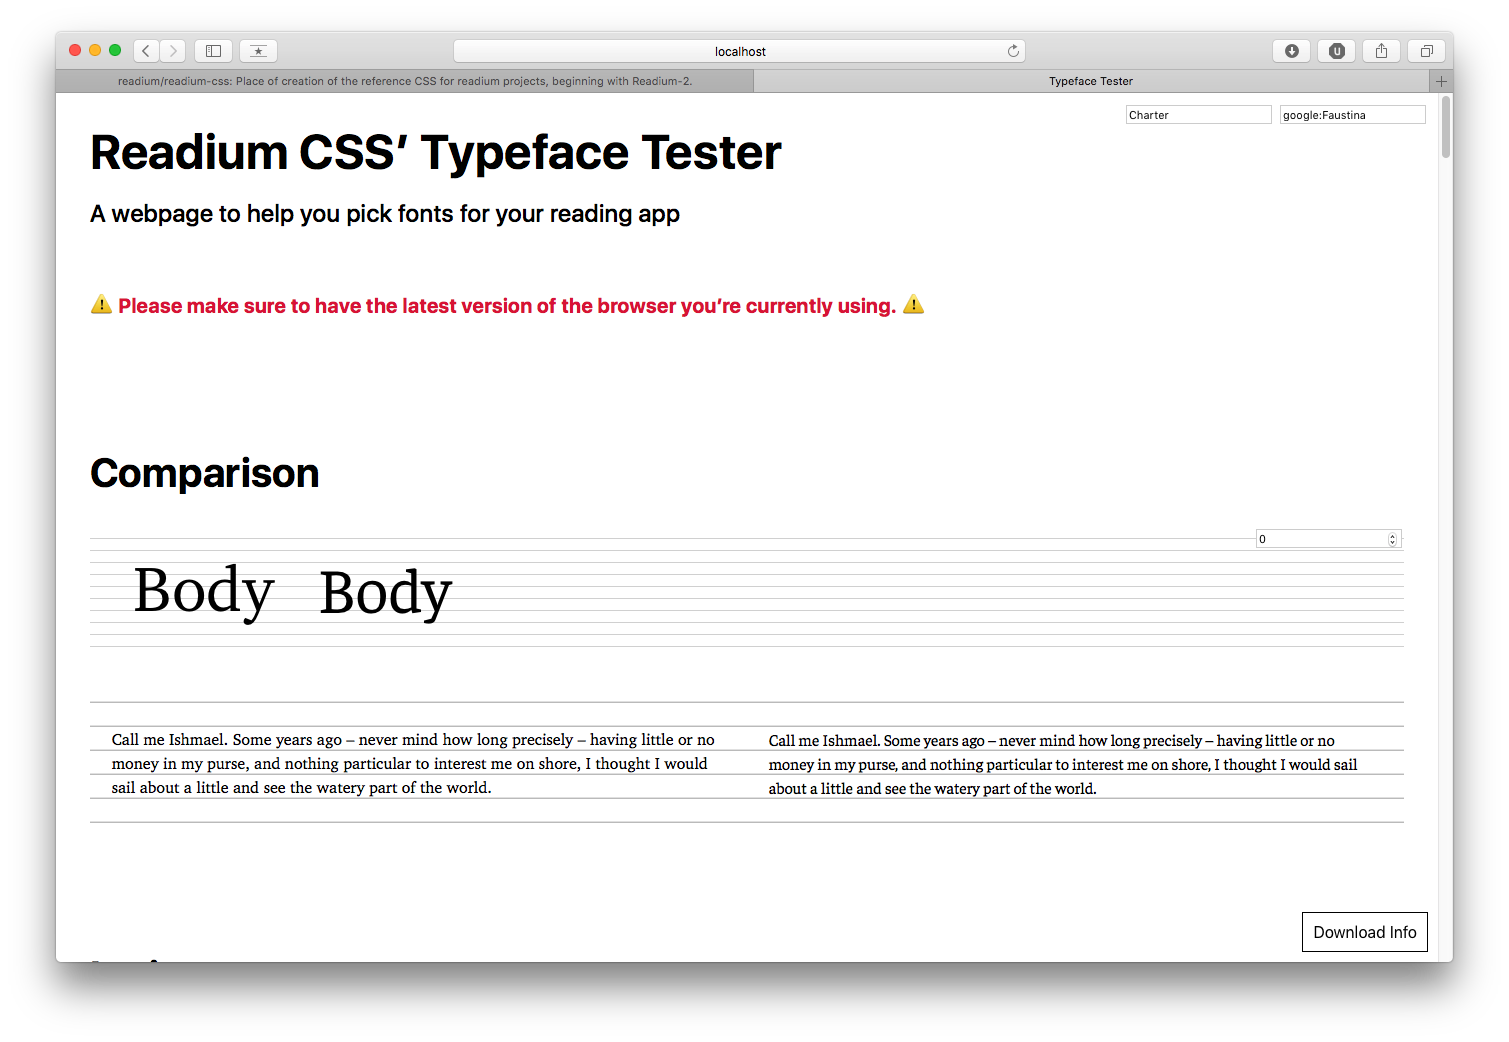 localhost
readium/readium-css: Place of creation of the reference CSS for readium projects, beginning with Readium-2.
Typeface Tester
Charter
google:Faustina
Readium CSS’ Typeface Tester
A webpage to help you pick fonts for your reading app
⚠️ Please make sure to have the latest version of the browser you’re currently using. ⚠️
Comparison
0
Body Body
Call me Ishmael. Some years ago – never mind how long precisely – having little or no
money in my purse, and nothing particular to interest me on shore, I thought I would
sail about a little and see the watery part of the world.
Call me Ishmael. Some years ago – never mind how long precisely – having little or no
money in my purse, and nothing particular to interest me on shore, I thought I would sail
about a little and see the watery part of the world.
Download Info